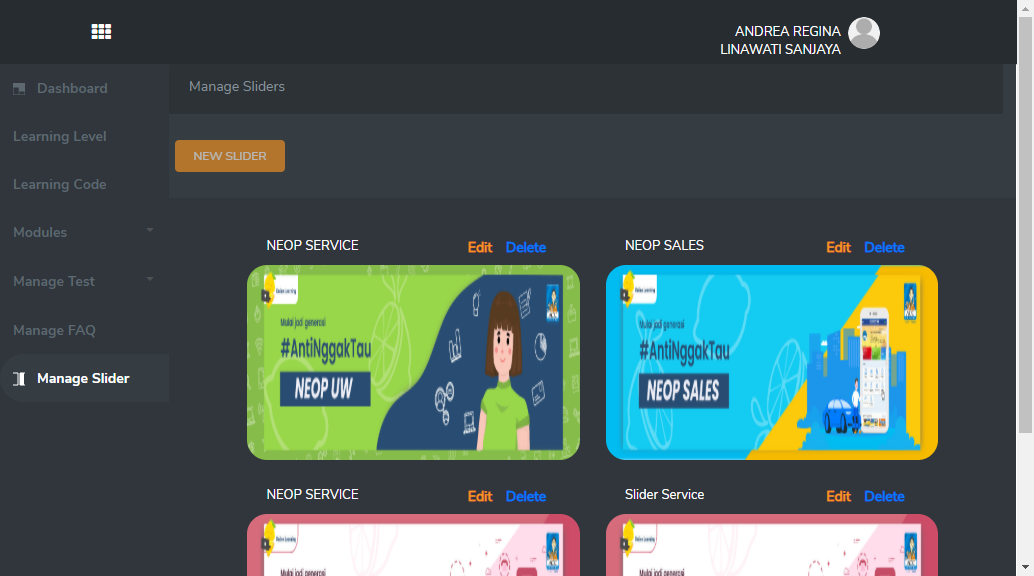 ANDREA REGINA
LINAWATI SANJAYA
Dashboard
Learning Level
Learning Code
Modules
Manage Test
Manage FAQ
Manage Slider
Manage Sliders
NEW SLIDER
NEOP SERVICE Edit Delete
Online Learning
Mulai jadi generasi
#AntiNggakTau
NEOP UW
NEOP SALES Edit Delete
Online Learning
Mulai jadi generasi
#AntiNggakTau
NEOP SALES
NEOP SERVICE Edit Delete
Online Learning
Mulai jadi generasi
Slider Service Edit Delete
Online Learning
Mulai jadi generasi